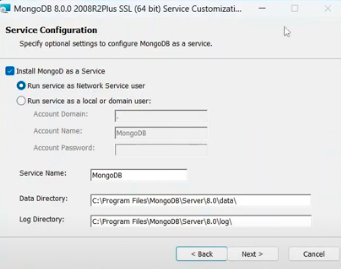 MongoDB 8.0.0 2008R2Plus SSL (64 bit) Service Customizati...
Service Configuration
Specify optional settings to configure MongoDB as a service.
Install MongoD as a Service
Run service as Network Service user
Run service as a local or domain user:
Account Domain: .
Account Name: MongoDB
Account Password:
Service Name: MongoDB
Data Directory: C:\Program Files\MongoDB\Server\8.0\data\
Log Directory: C:\Program Files\MongoDB\Server\8.0\log\
< Back Next > Cancel